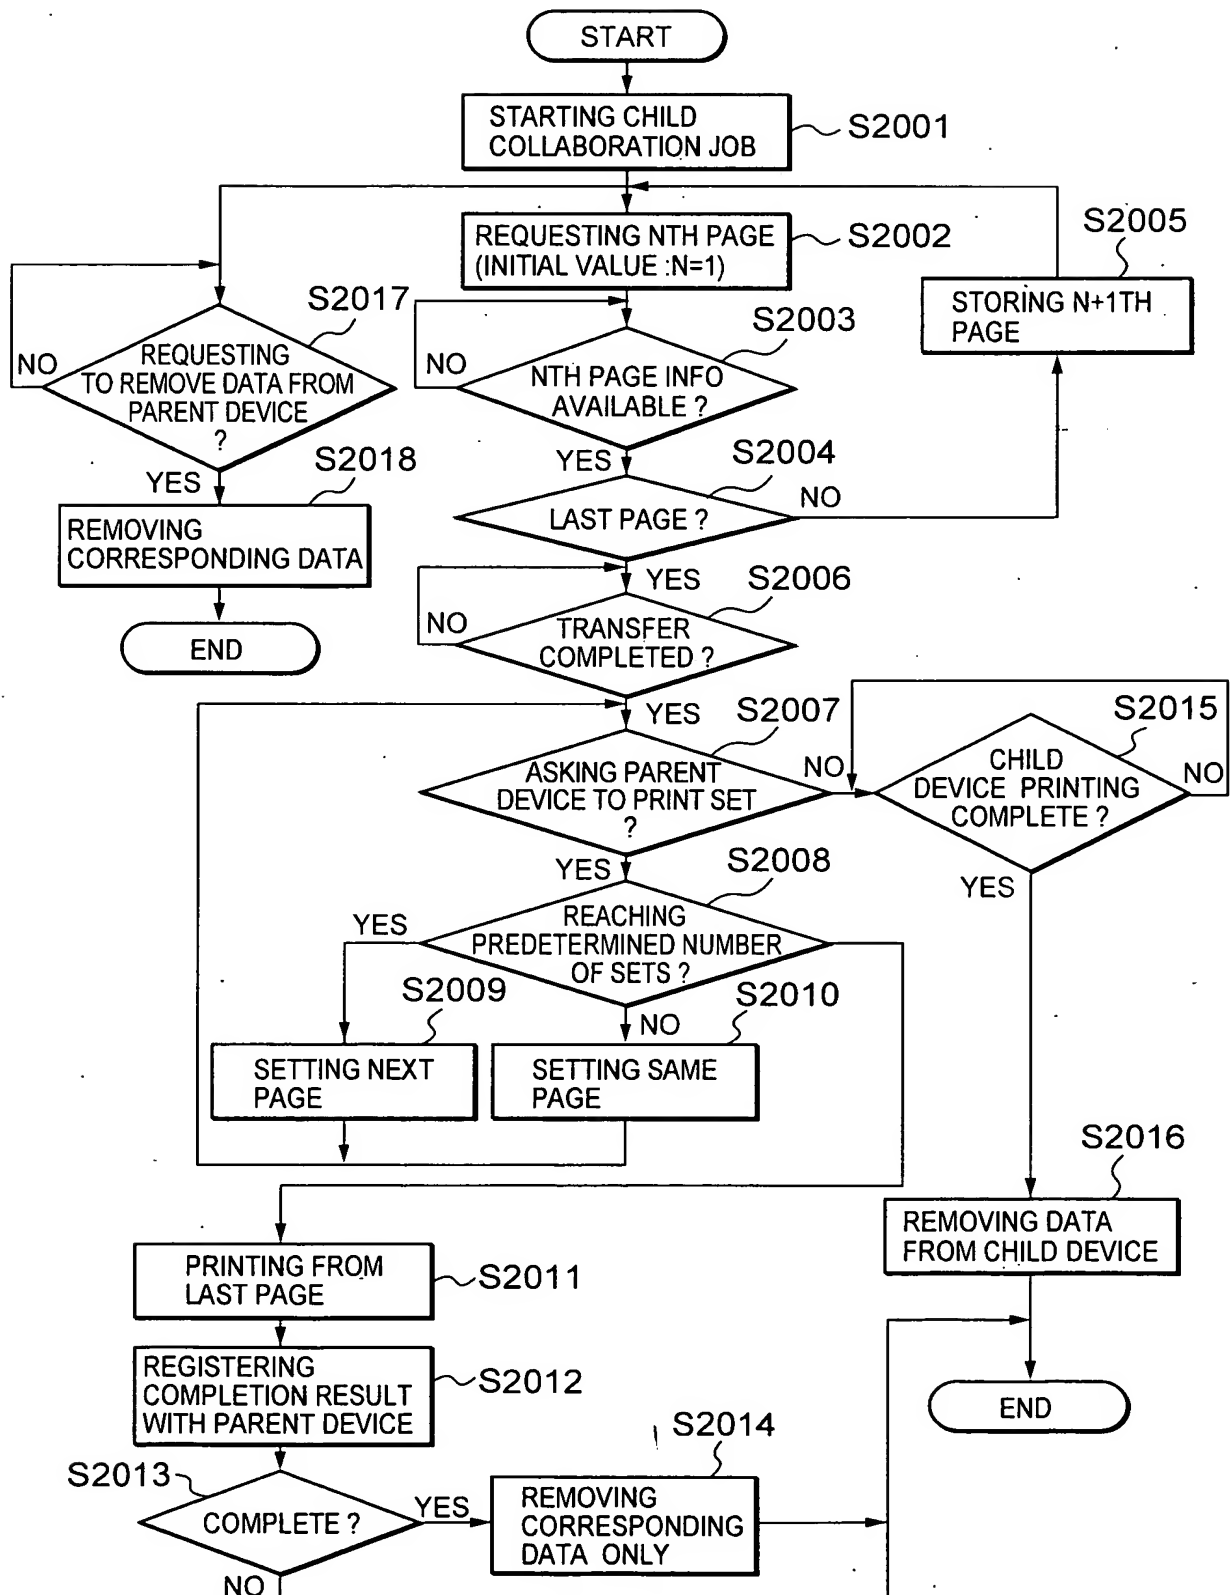 START
STARTING CHILD
COLLABORATION JOB
S2001
REQUESTING NTH PAGE
(INITIAL VALUE :N=1)
S2002
S2005
STORING N+1TH
PAGE
S2017
NO
REQUESTING
TO REMOVE DATA FROM
PARENT DEVICE
?
S2003
NO
NTH PAGE INFO
AVAILABLE ?
YES
S2018
YES
S2004
REMOVING
CORRESPONDING DATA
LAST PAGE ?
NO
END
YES
S2006
NO
TRANSFER
COMPLETED ?
YES
S2007
ASKING PARENT
DEVICE TO PRINT SET
?
NO
S2015
CHILD
DEVICE PRINTING
COMPLETE ?
NO
YES
YES
S2008
YES
REACHING
PREDETERMINED NUMBER
OF SETS ?
S2009
NO
S2010
SETTING NEXT
PAGE
SETTING SAME
PAGE
S2016
REMOVING DATA
FROM CHILD DEVICE
PRINTING FROM
LAST PAGE
S2011
REGISTERING
COMPLETION RESULT
WITH PARENT DEVICE
S2012
END
S2013
COMPLETE ?
YES
S2014
REMOVING
CORRESPONDING
DATA ONLY
NO